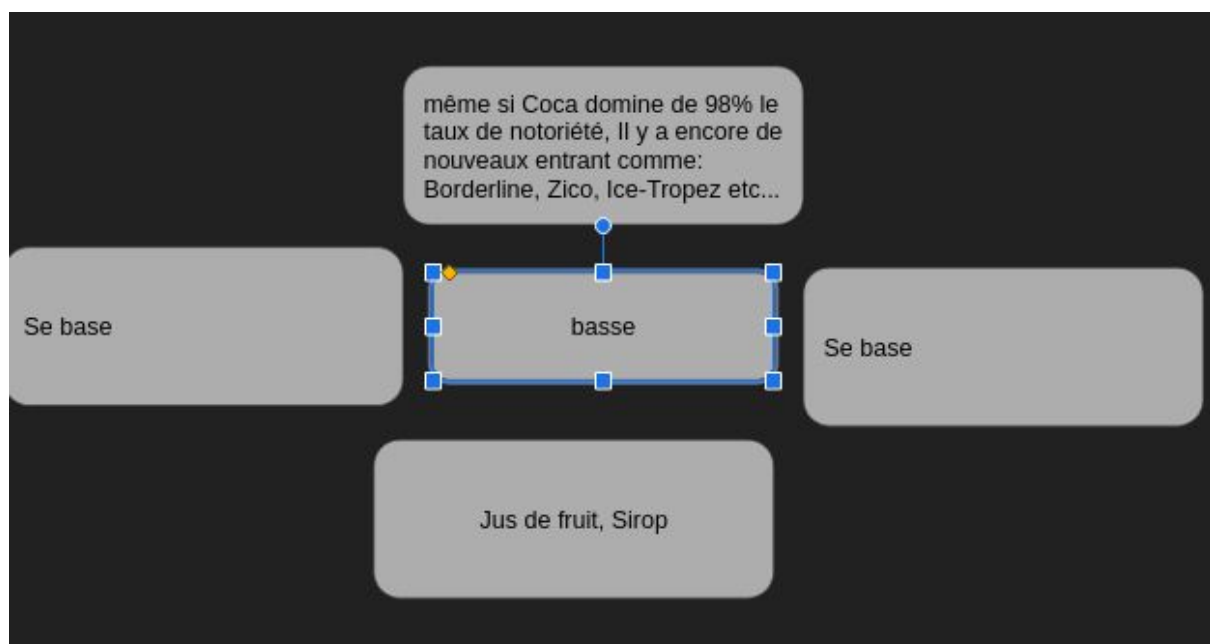 même si Coca domine de 98% le
taux de notoriété, Il y a encore de
nouveaux entrant comme:
Borderline, Zico, Ice-Tropez etc...
Se base
basse
Se base
Jus de fruit, Sirop